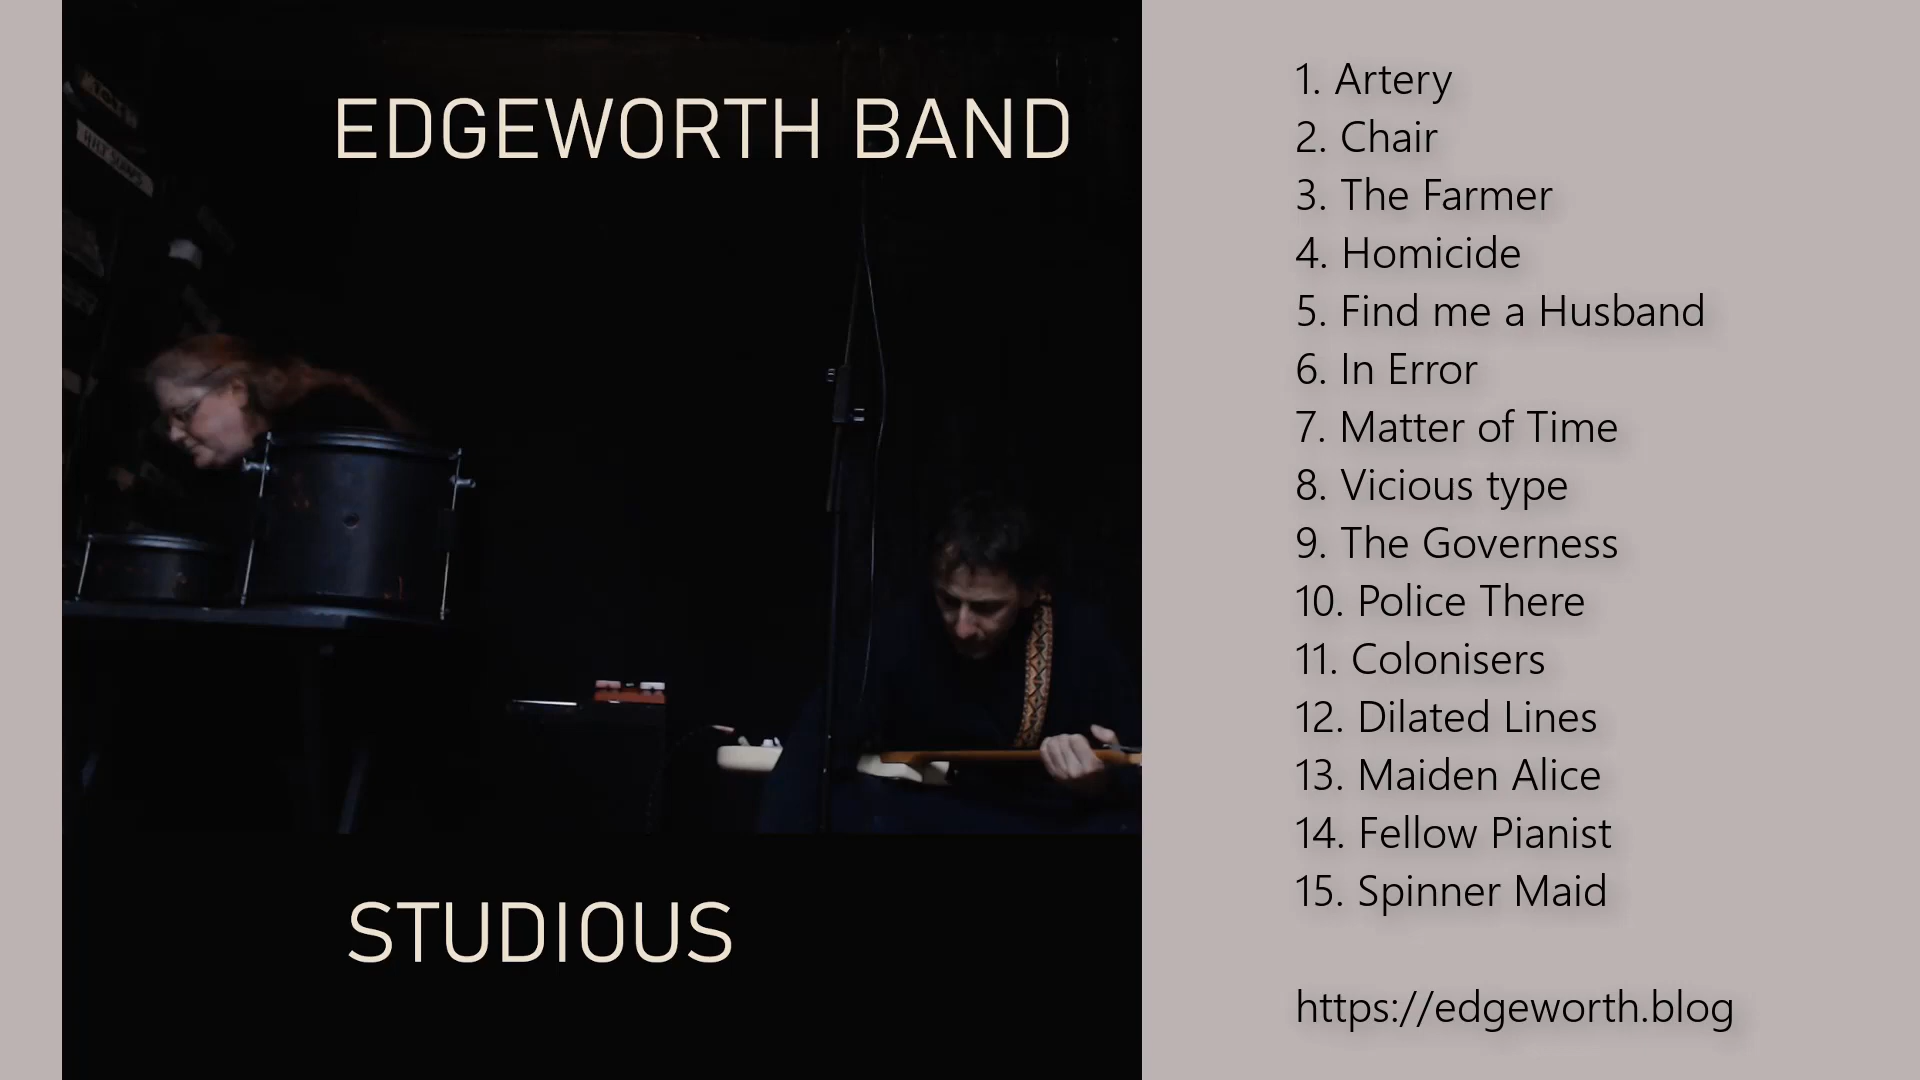 EDGEWORTH BAND
STUDIOUS
1. Artery
2. Chair
3. The Farmer
4. Homicide
5. Find me a Husband
6. In Error
7. Matter of Time
8. Vicious type
9. The Governess
10. Police There
11. Colonisers
12. Dilated Lines
13. Maiden Alice
14. Fellow Pianist
15. Spinner Maid
https://edgeworth.blog